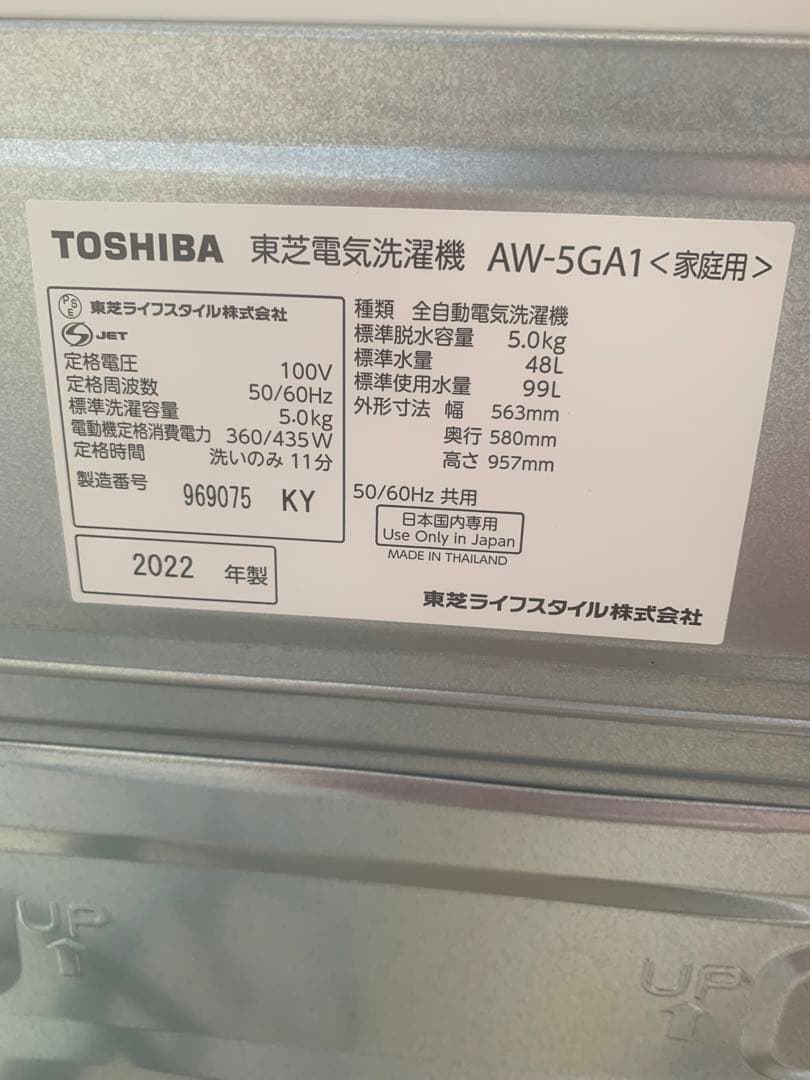 TOSHIBA 東芝電気洗濯機 AW-5GA1<家庭用>
PSE 東芝ライフスタイル株式会社
S JET
定格電圧 100V
定格周波数 50/60Hz
標準洗濯容量 5.0kg
電動機定格消費電力 360/435W
定格時間 洗いのみ 11分
製造番号 969075 KY
2022 年製
種類 全自動電気洗濯機
標準脱水容量 5.0kg
標準水量 48L
標準使用水量 99L
外形寸法 幅 563mm
奥行 580mm
高さ 957mm
50/60Hz 共用
日本国内専用
Use Only in Japan
MADE IN THAILAND
東芝ライフスタイル株式会社
UP
UP